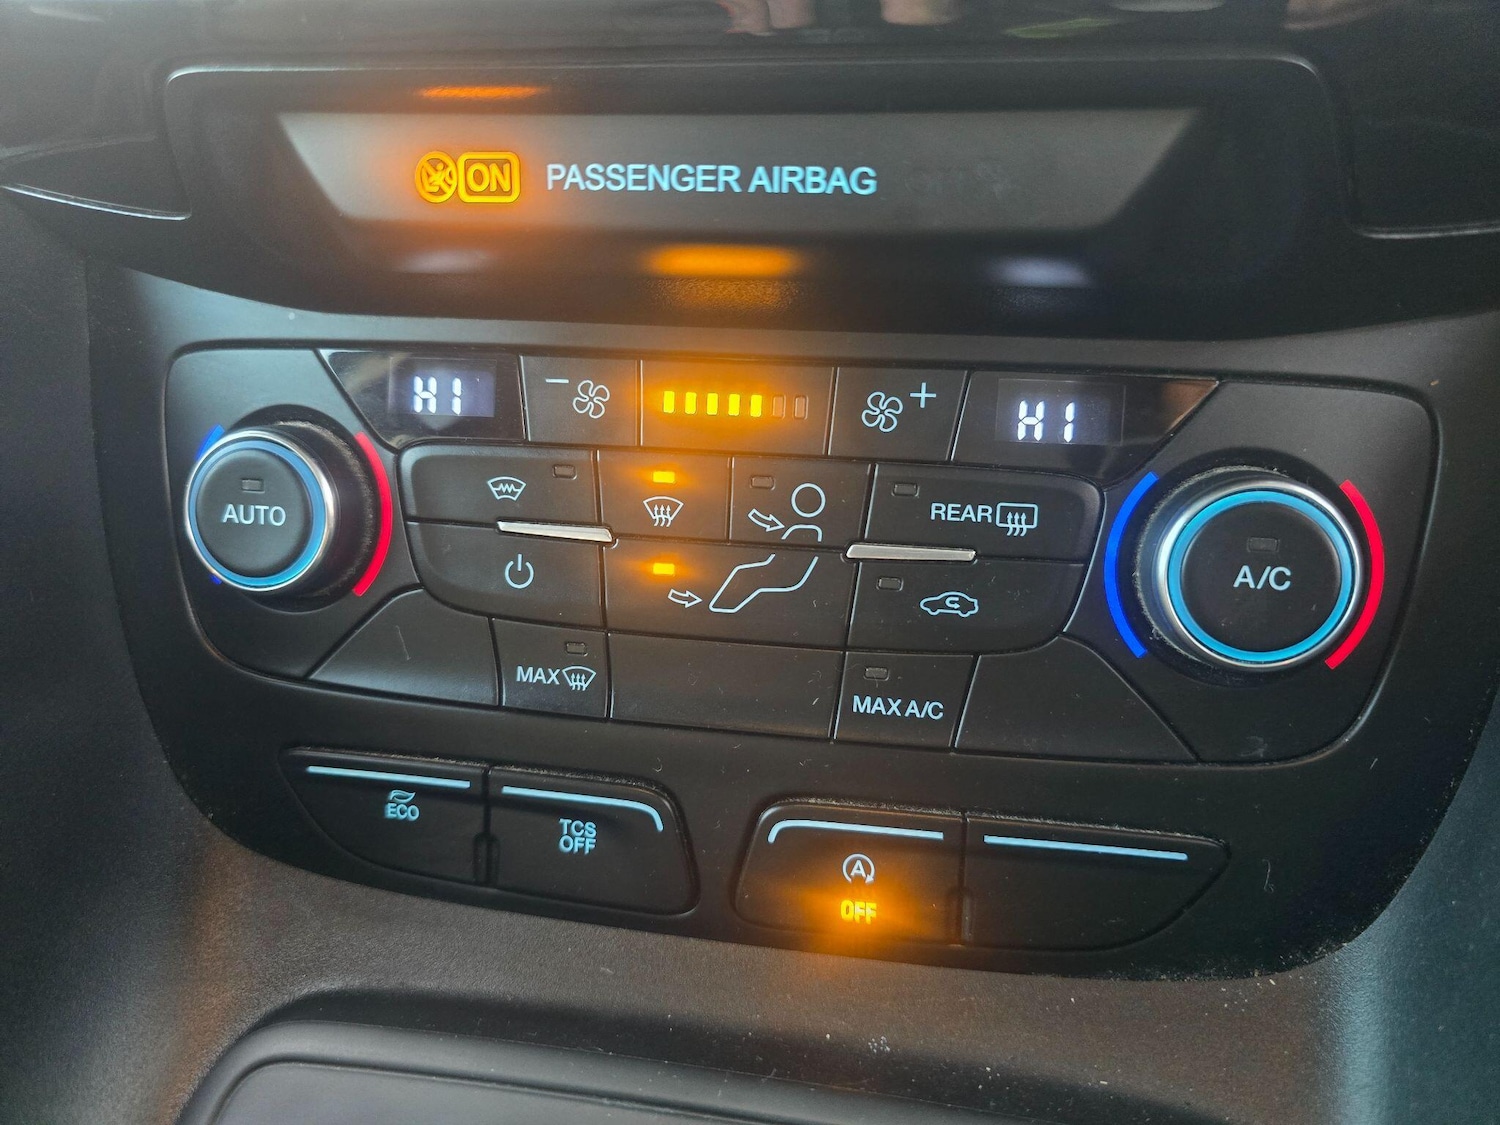 ON PASSENGER AIRBAG
HI
HI
AUTO
REAR
A/C
MAX
MAX A/C
ECO
TCS
OFF
A
OFF